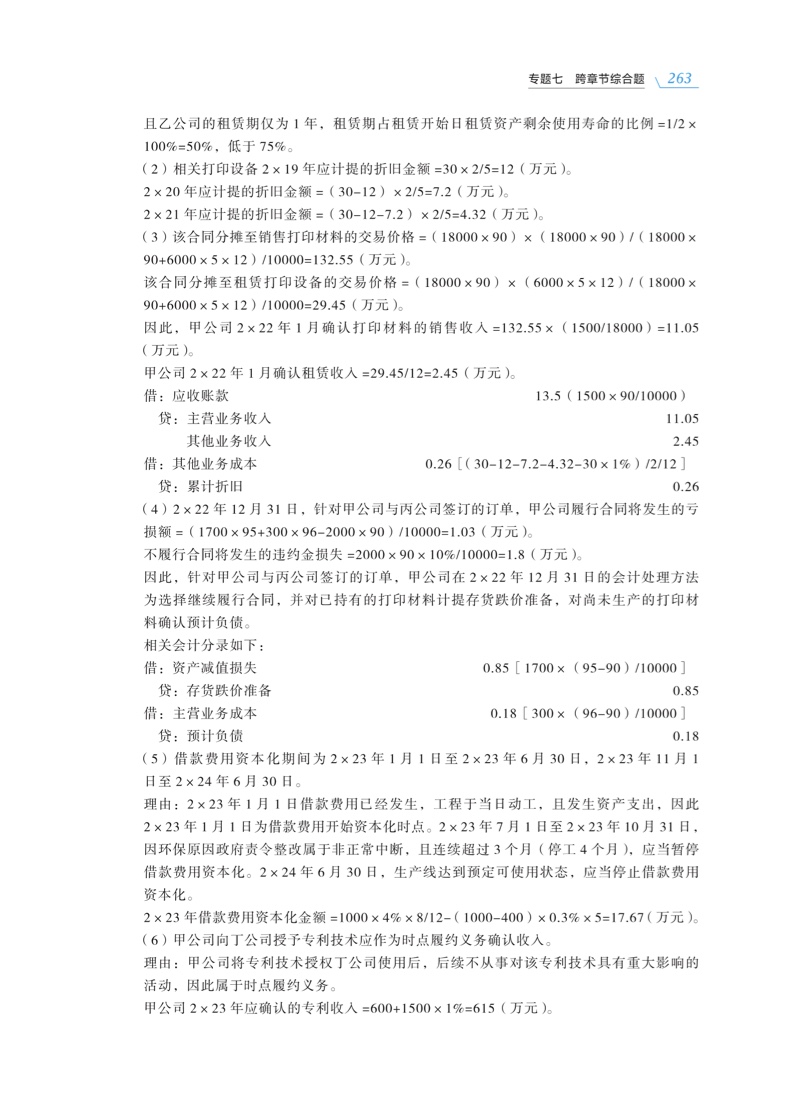 专题七 跨章节综合题 263
且乙公司的租赁期仅为 1 年，租赁期占租赁开始日租赁资产剩余使用寿命的比例 =1/2 ×
100%=50%，低于 75%。
（2）相关打印设备 2 × 19 年应计提的折旧金额 =30 × 2/5=12（万元）。
2 × 20 年应计提的折旧金额 =（30–12）× 2/5=7.2（万元）。
2 × 21 年应计提的折旧金额 =（30–12–7.2）× 2/5=4.32（万元）。
（3）该合同分摊至销售打印材料的交易价格 =（18000 × 90）×（18000 × 90）/（18000 ×
90+6000 × 5 × 12）/10000=132.55（万元）。
该合同分摊至租赁打印设备的交易价格 =（18000 × 90）×（6000 × 5 × 12）/（18000 ×
90+6000 × 5 × 12）/10000=29.45（万元）。
因此，甲公司 2 × 22 年 1 月确认打印材料的销售收入 =132.55 ×（1500/18000）=11.05
（万元）。
甲公司 2 × 22 年 1 月确认租赁收入 =29.45/12=2.45（万元）。
借：应收账款 13.5（1500 × 90/10000）
贷：主营业务收入 11.05
其他业务收入 2.45
借：其他业务成本 0.26［（30–12–7.2–4.32–30 × 1%）/2/12］
贷：累计折旧 0.26
（4）2 × 22 年 12 月 31 日，针对甲公司与丙公司签订的订单，甲公司履行合同将发生的亏
损额 =（1700 × 95+300 × 96–2000 × 90）/10000=1.03（万元）。
不履行合同将发生的违约金损失 =2000 × 90 × 10%/10000=1.8（万元）。
因此，针对甲公司与丙公司签订的订单，甲公司在 2 × 22 年 12 月 31 日的会计处理方法
为选择继续履行合同，并对已持有的打印材料计提存货跌价准备，对尚未生产的打印材
料确认预计负债。
相关会计分录如下：
借：资产减值损失 0.85［1700 ×（95–90）/10000］
贷：存货跌价准备 0.85
借：主营业务成本 0.18［300 ×（96–90）/10000］
贷：预计负债 0.18
（5）借款费用资本化期间为 2 × 23 年 1 月 1 日至 2 × 23 年 6 月 30 日，2 × 23 年 11 月 1
日至 2 × 24 年 6 月 30 日。
理由：2 × 23 年 1 月 1 日借款费用已经发生，工程于当日动工，且发生资产支出，因此
2 × 23 年 1 月 1 日为借款费用开始资本化时点。2 × 23 年 7 月 1 日至 2 × 23 年 10 月 31 日，
因环保原因政府责令整改属于非正常中断，且连续超过 3 个月（停工 4 个月），应当暂停
借款费用资本化。2 × 24 年 6 月 30 日，生产线达到预定可使用状态，应当停止借款费用
资本化。
2 × 23 年借款费用资本化金额 =1000 × 4% × 8/12–（1000–400）× 0.3% × 5=17.67（万元）。
（6）甲公司向丁公司授予专利技术应作为时点履约义务确认收入。
理由：甲公司将专利技术授权丁公司使用后，后续不从事对该专利技术具有重大影响的
活动，因此属于时点履约义务。
甲公司 2 × 23 年应确认的专利收入 =600+1500 × 1%=615（万元）。